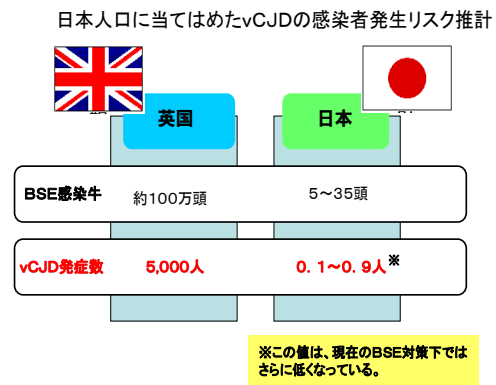 日本人口に当てはめたvCJDの感染者発生リスク推計
英国 日本
BSE感染牛 約100万頭 5～35頭
vCJD発症数 5,000人 0.1～0.9人※
※この値は、現在のBSE対策下では
さらに低くなっている。